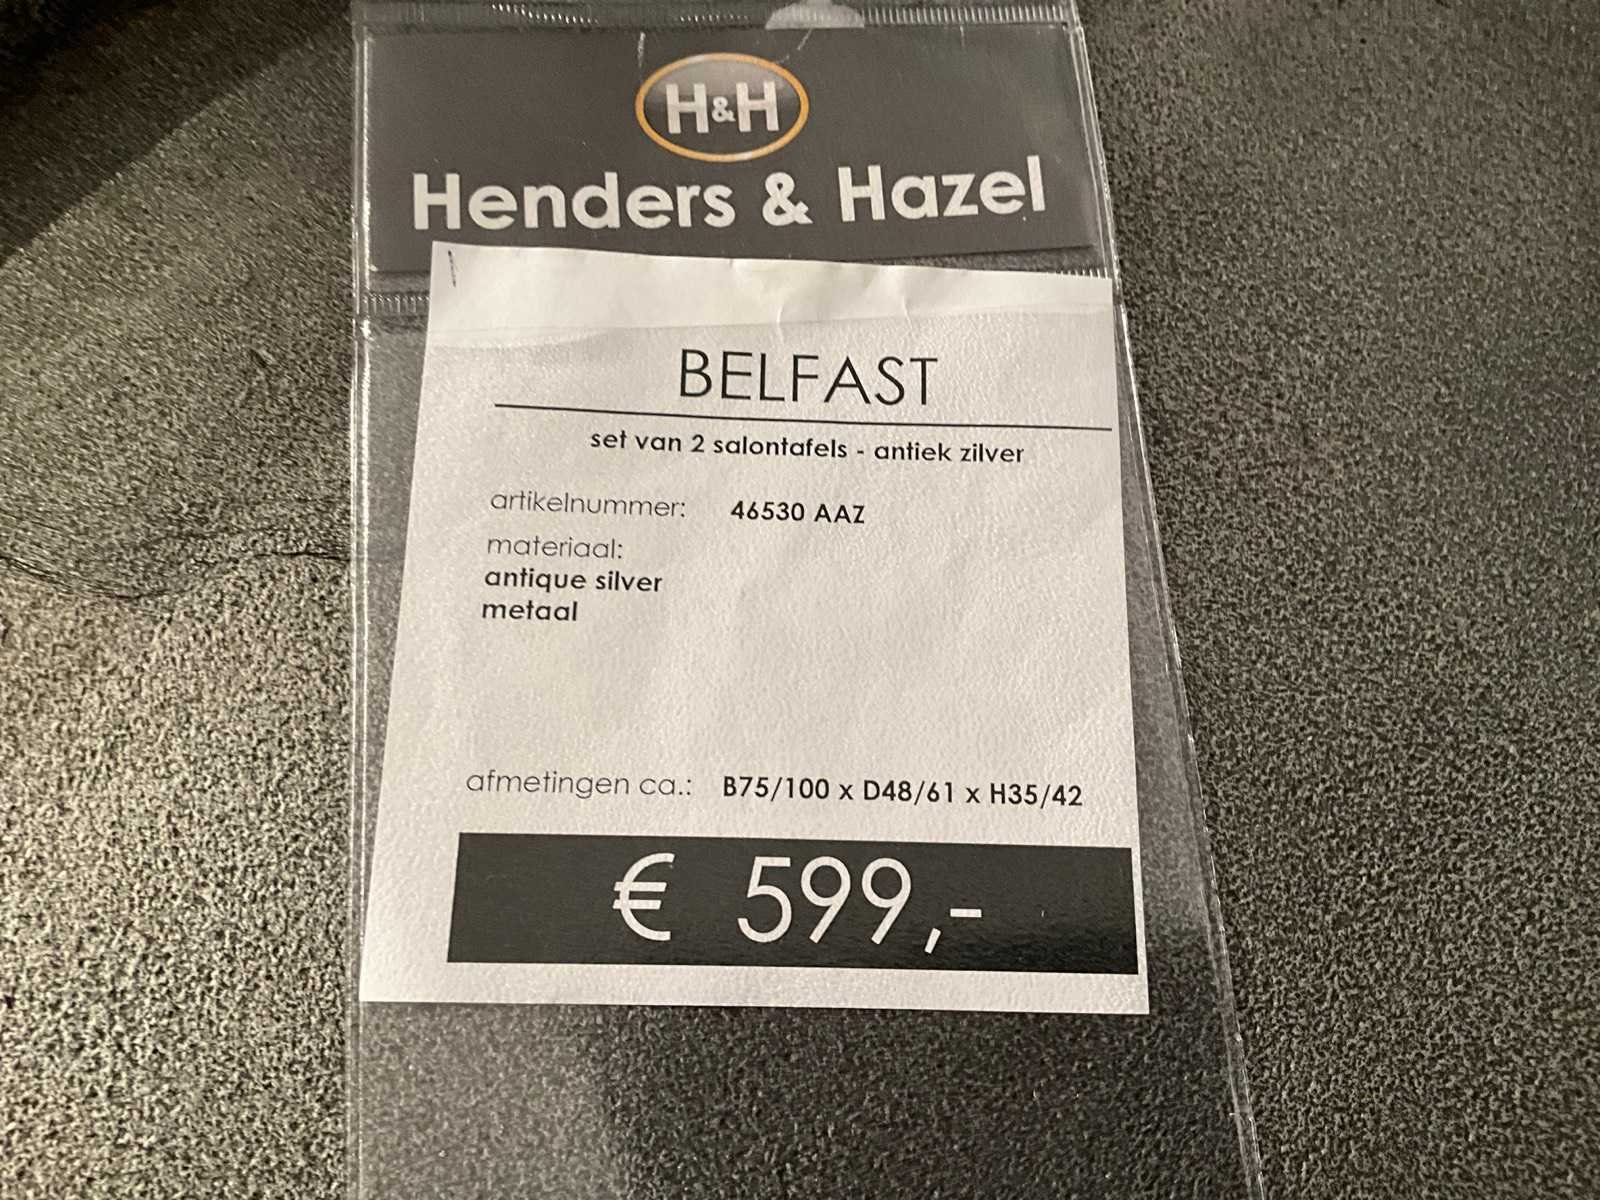 H&H
Henders & Hazel
BELFAST
set van 2 salontafels - antiek zilver
artikelnummer: 46530 AAZ
materiaal:
antique silver
metaal
afmetingen ca.: B75/100 x D48/61 x H35/42
€ 599,-